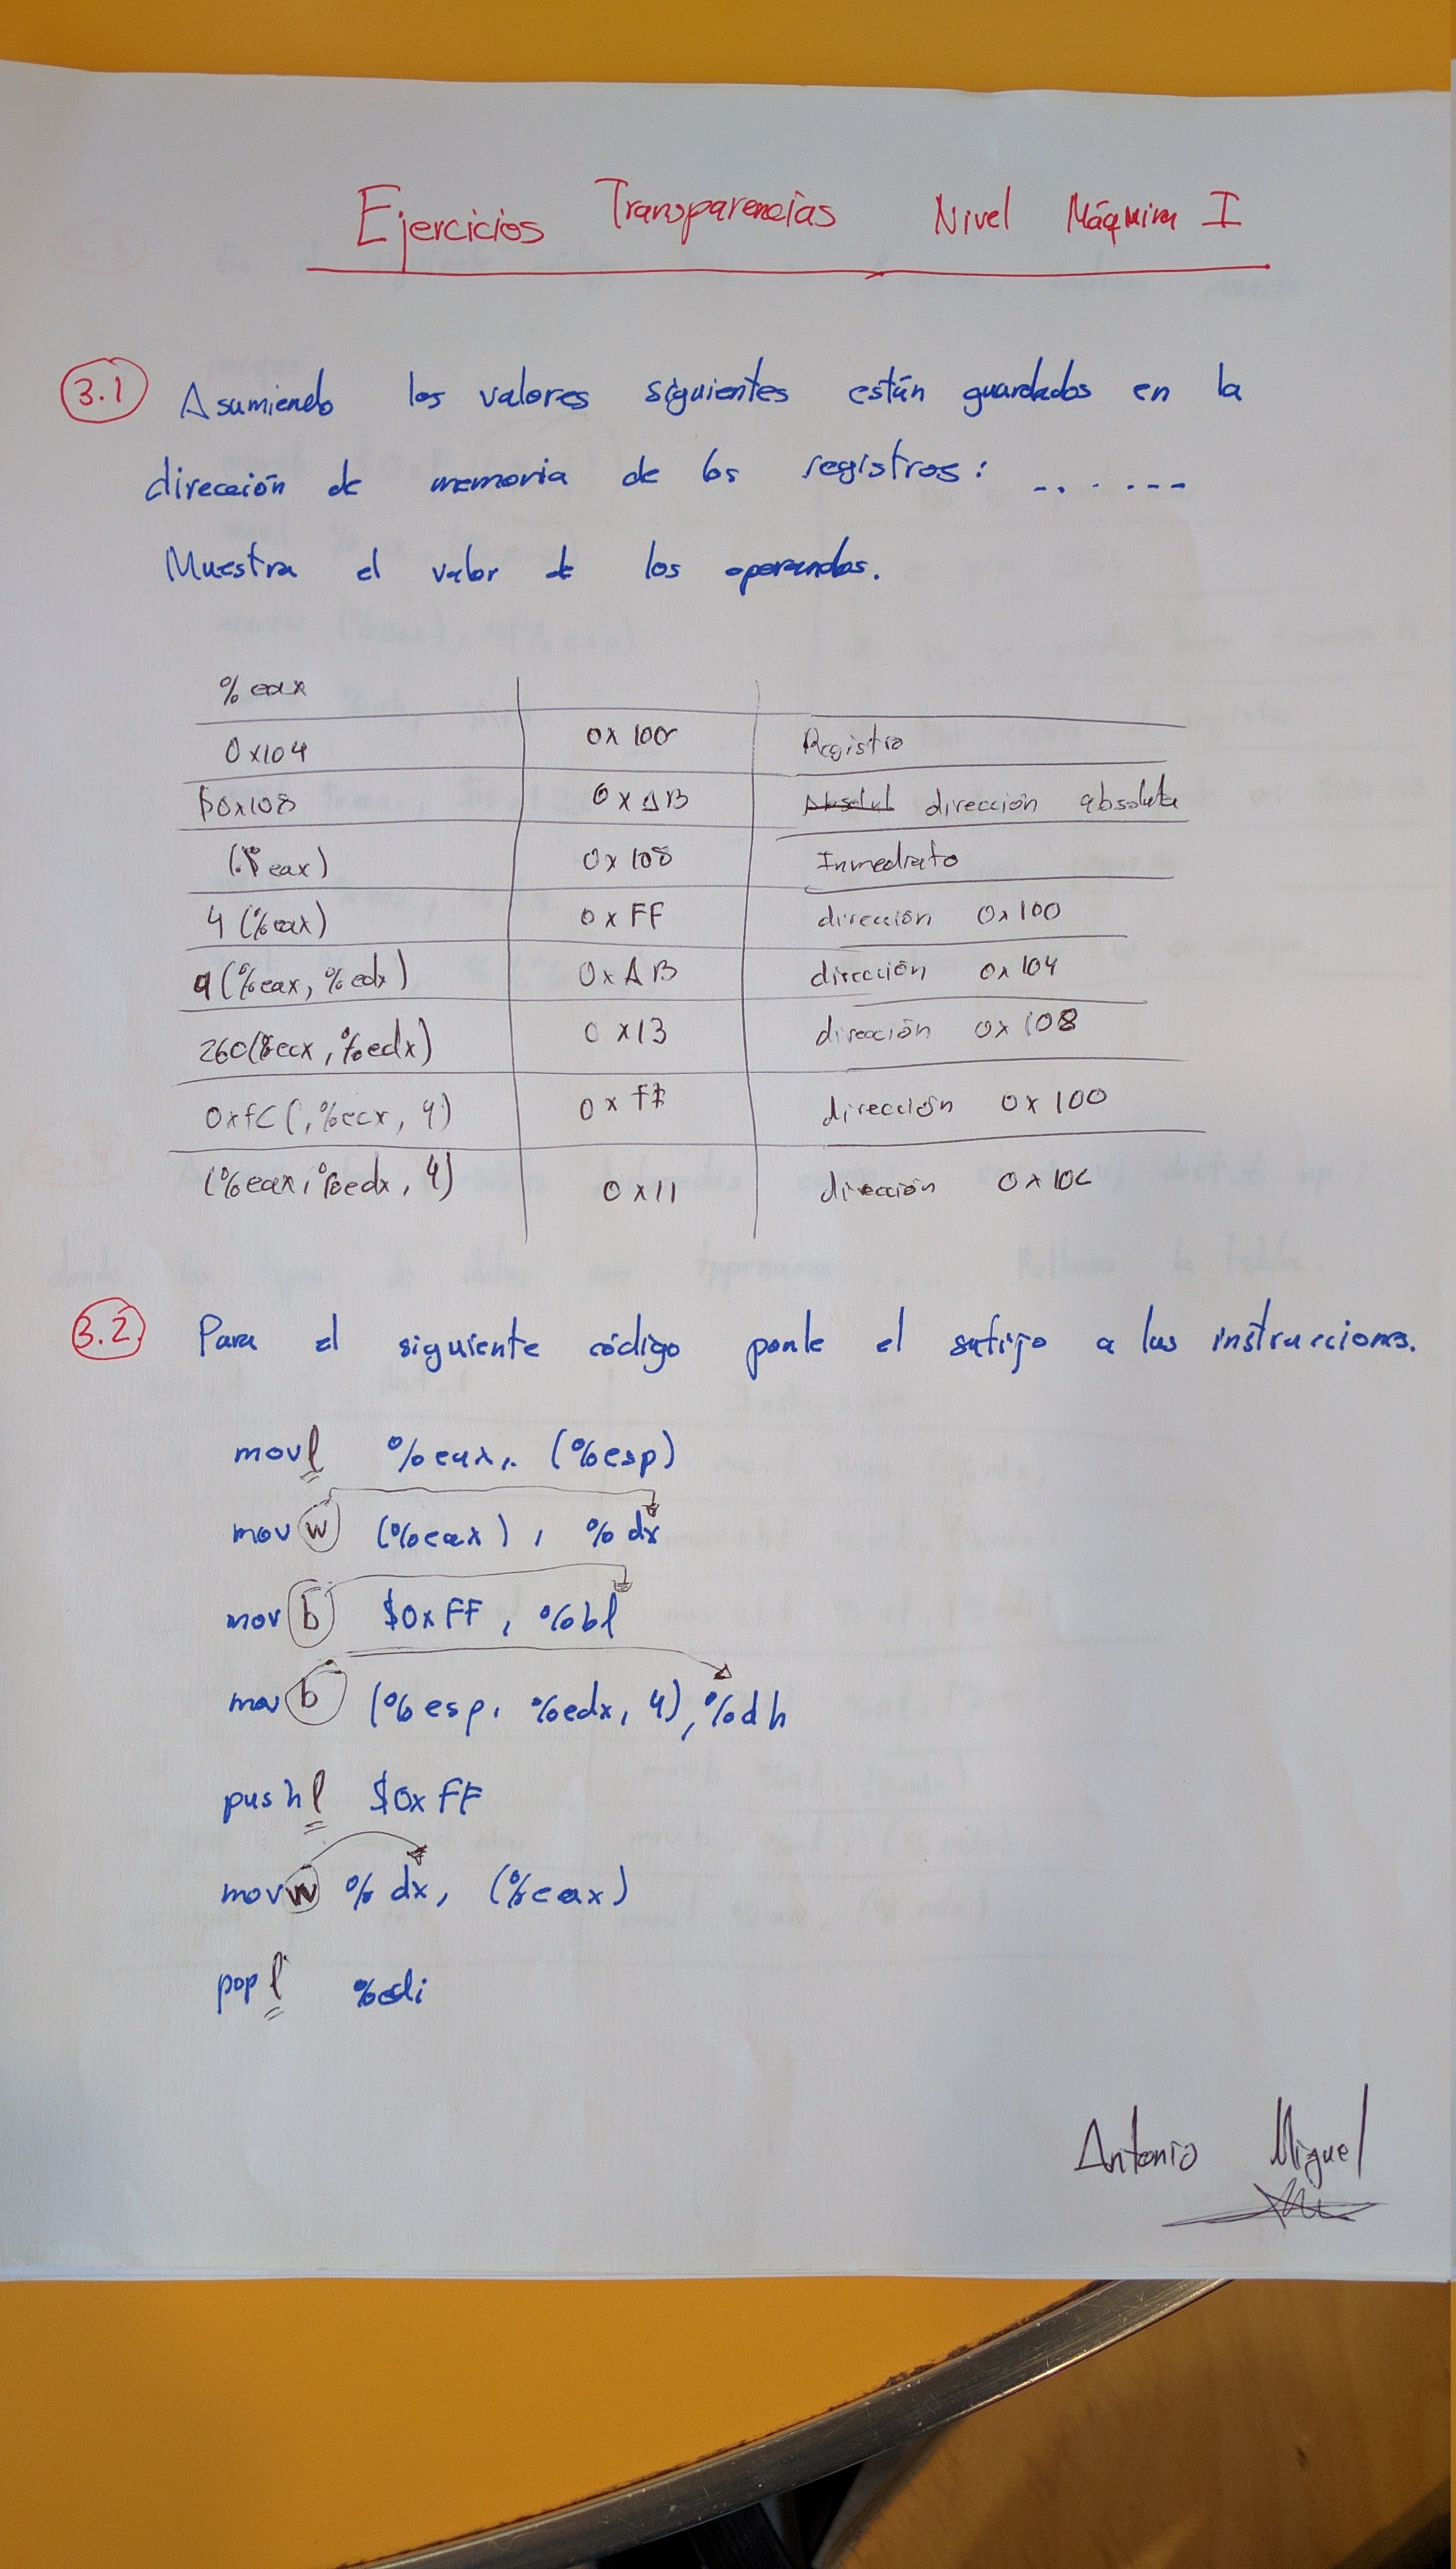 Ejercicios Transparencias Nivel Máquina I
3.1 Asumiendo los valores siguientes están guardados en la
dirección de memoria de los registros: .......
Muestra el valor de los operandos.
% eax
0x104 0x100 Registro
$0x108 0xAB dirección absoluta
(%eax) 0x108 Inmediato
4(%eax) 0xFF dirección 0x100
9(%eax, %edx) 0xAB dirección 0x104
260(%ecx, %edx) 0x13 dirección 0x108
0xfC(,%ecx, 4) 0xff dirección 0x100
(%eax, %edx, 4) 0x11 dirección 0x10C
3.2. Para el siguiente código ponle el sufijo a las instrucciones.
movl %eax, (%esp)
movw (%eax), %dx
movb $0xFF, %bl
movb (%esp, %edx, 4), %dh
pushl $0xFF
movw %dx, (%eax)
popl %edi
Antonio Miguel